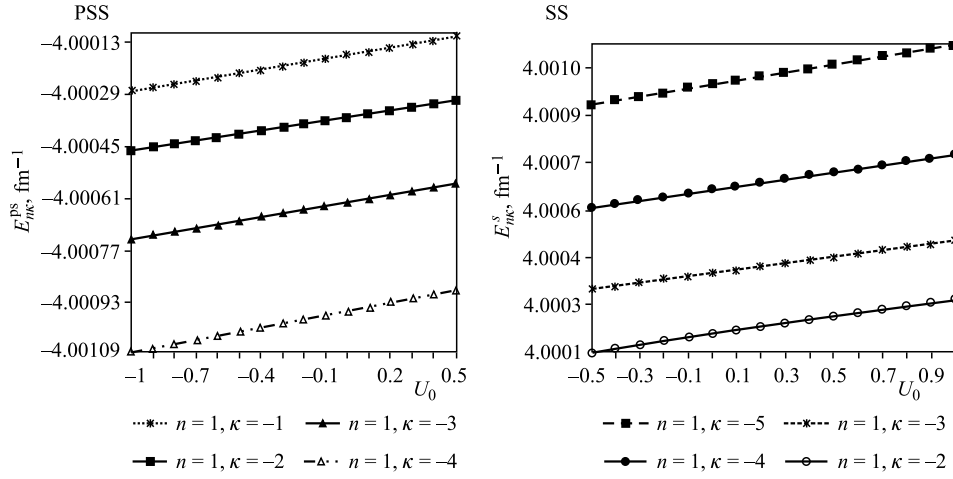 PSS
–4.00013
–4.00029
–4.00045
–4.00061
–4.00077
–4.00093
–4.00109
E^{ps}_{nκ}, fm^{–1}
–1 –0.7 –0.4 –0.1 0.2 0.5
U_0
n = 1, κ = –1
n = 1, κ = –3
n = 1, κ = –2
n = 1, κ = –4
SS
4.0010
4.0009
4.0007
4.0006
4.0004
4.0003
4.0001
E^{s}_{nκ}, fm^{–1}
–0.5 –0.3 –0.1 0.1 0.3 0.5 0.7 0.9
U_0
n = 1, κ = –5
n = 1, κ = –3
n = 1, κ = –4
n = 1, κ = –2